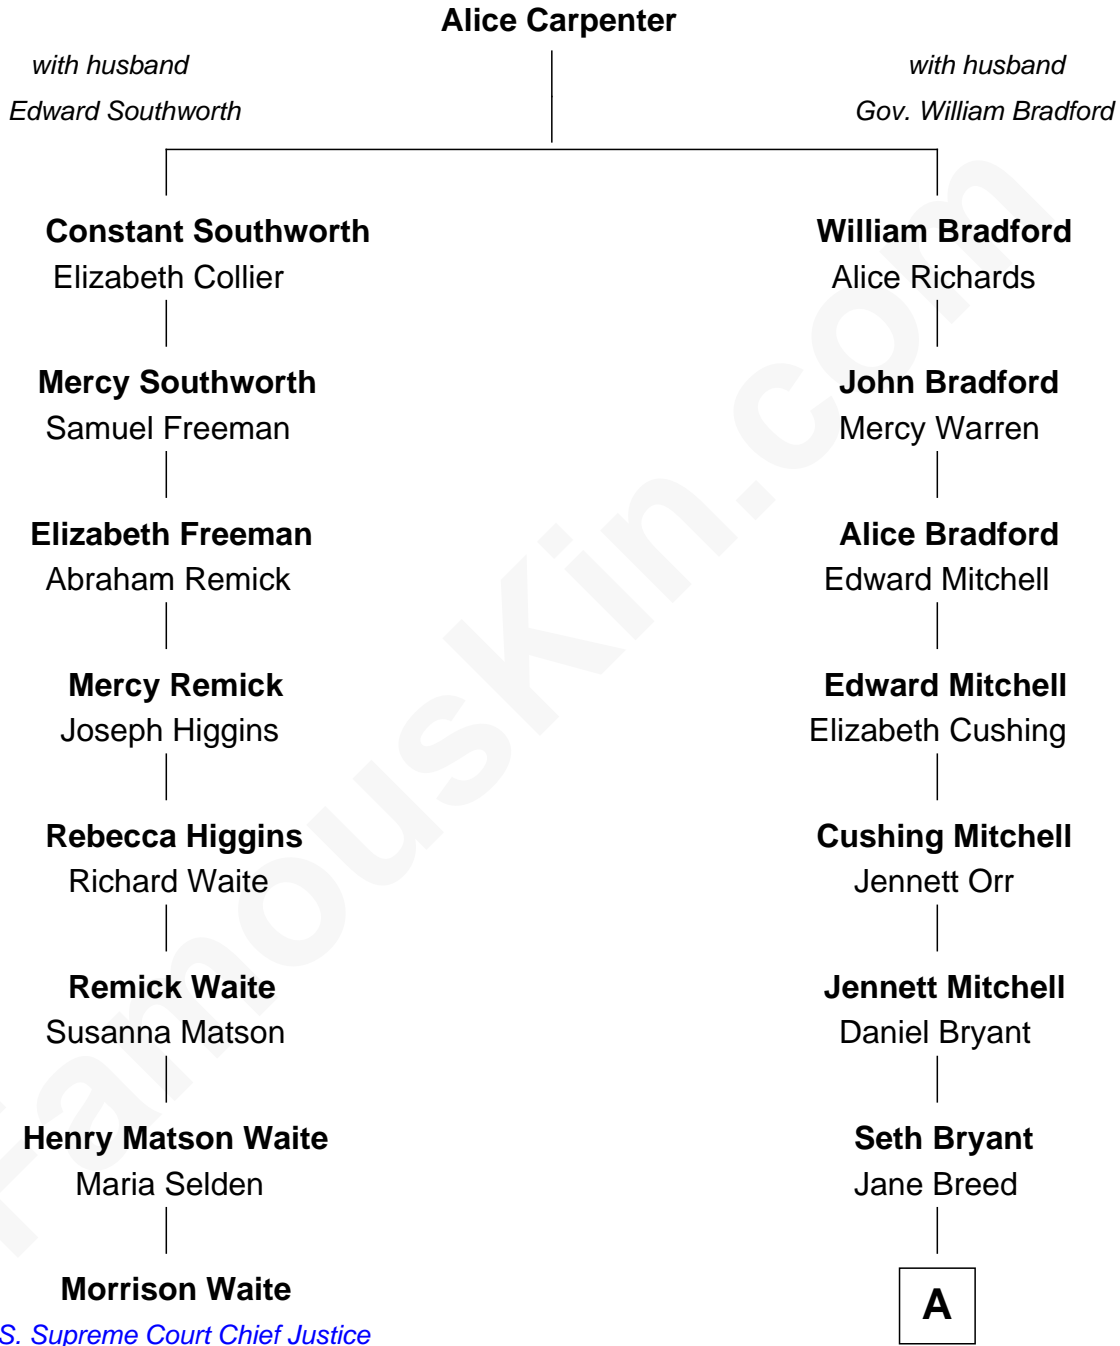 Alice Carpenter
with husband
Edward Southworth
with husband
Gov. William Bradford
Constant Southworth
Elizabeth Collier
William Bradford
Alice Richards
Mercy Southworth
Samuel Freeman
John Bradford
Mercy Warren
Elizabeth Freeman
Abraham Remick
Alice Bradford
Edward Mitchell
Mercy Remick
Joseph Higgins
Edward Mitchell
Elizabeth Cushing
Rebecca Higgins
Richard Waite
Cushing Mitchell
Jennett Orr
Remick Waite
Susanna Matson
Jennett Mitchell
Daniel Bryant
Henry Matson Waite
Maria Selden
Seth Bryant
Jane Breed
Morrison Waite
S. Supreme Court Chief Justice
A
FamousKin.com